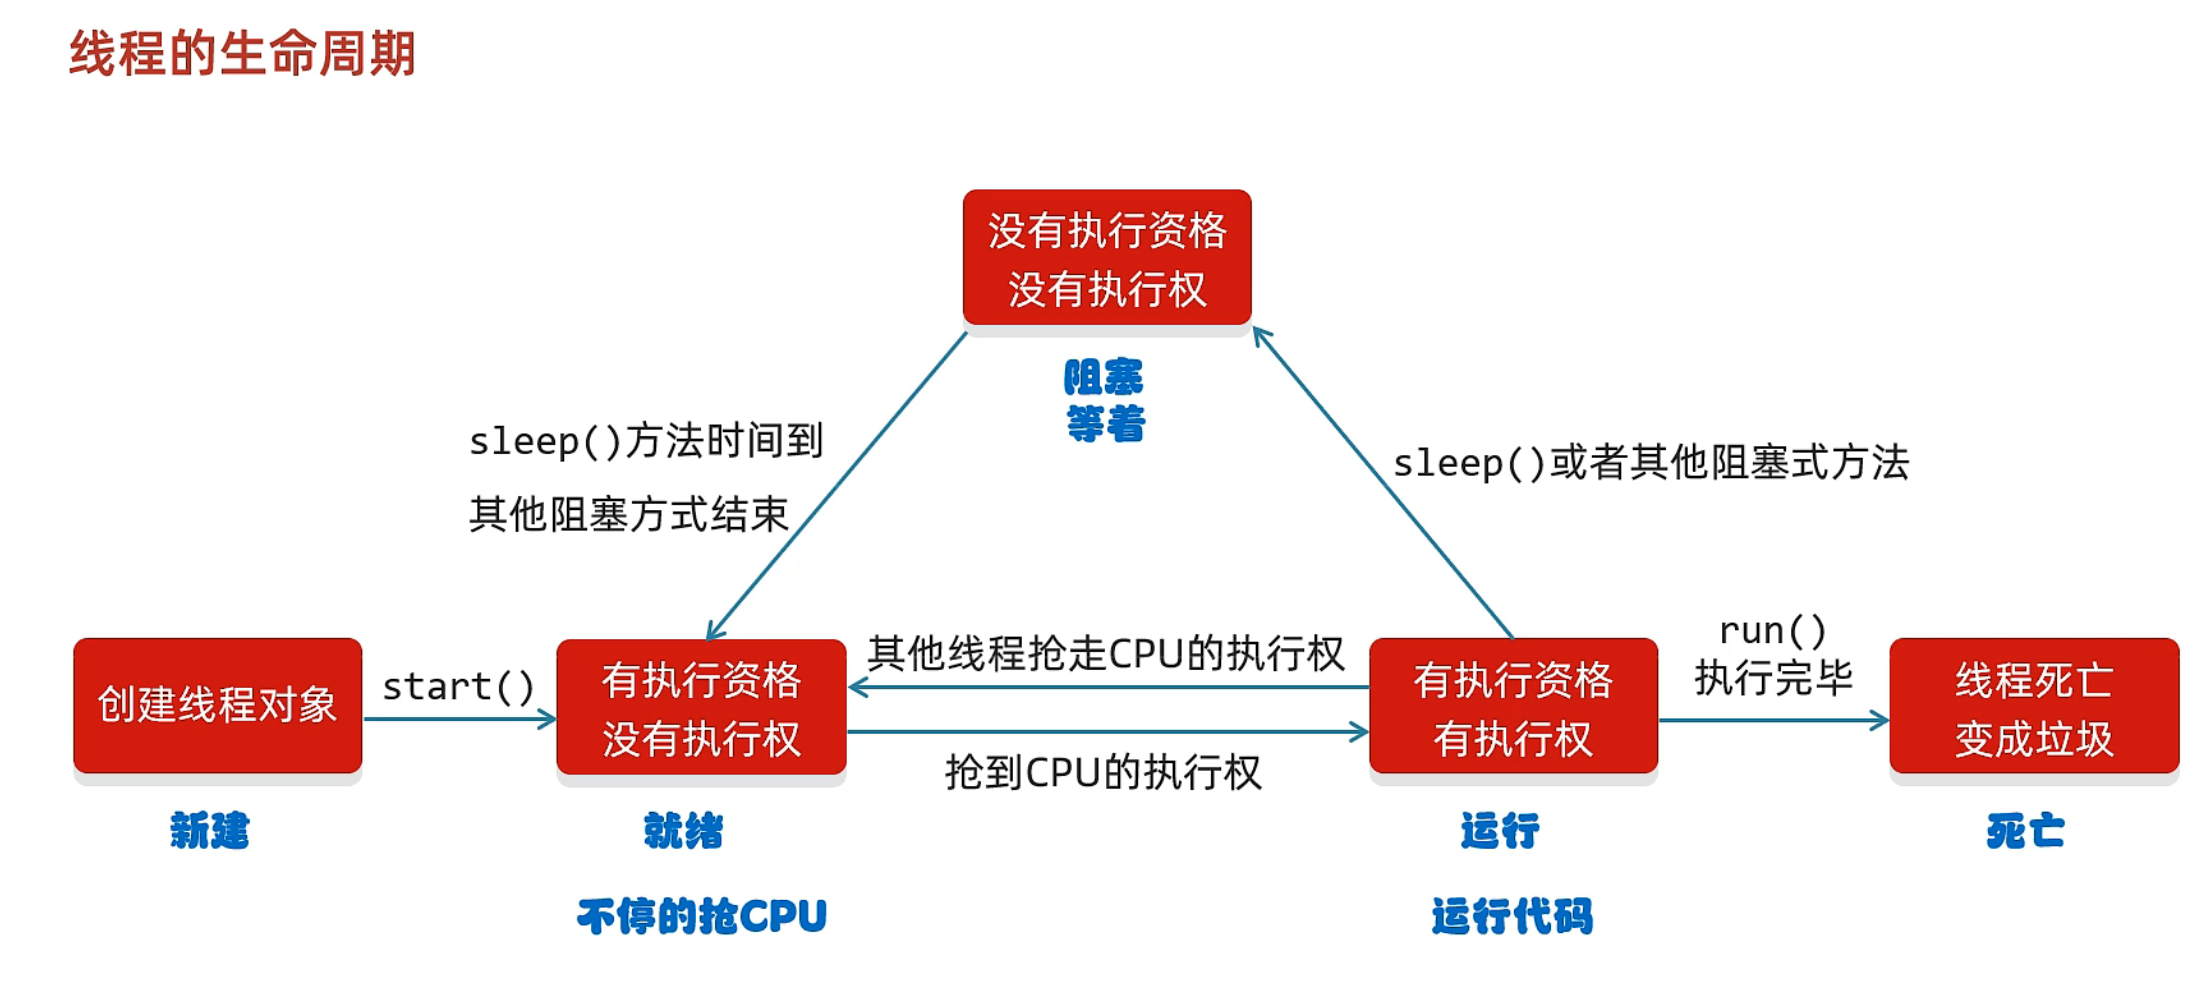 线程的生命周期
没有执行资格
没有执行权
阻塞
等着
sleep()方法时间到
其他阻塞方式结束
sleep()或者其他阻塞式方法
创建线程对象
新建
start()
有执行资格
没有执行权
就绪
不停的抢CPU
其他线程抢走CPU的执行权
抢到CPU的执行权
有执行资格
有执行权
运行
运行代码
run()
执行完毕
线程死亡
变成垃圾
死亡